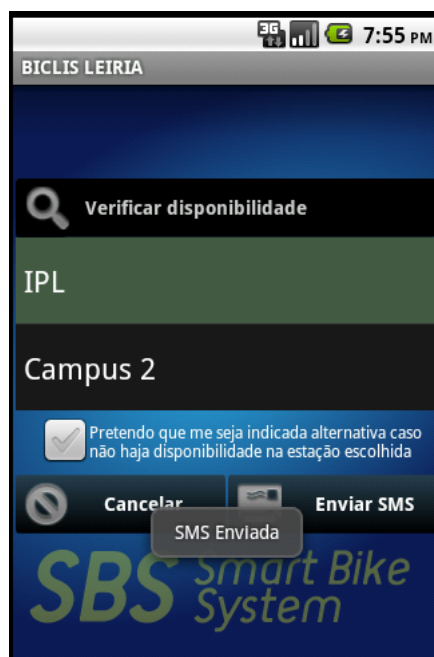 3G 7:55 PM
BICLIS LEIRIA
Verificar disponibilidade
IPL
Campus 2
Pretendo que me seja indicada alternativa caso
não haja disponibilidade na estação escolhida
Cancelar Enviar SMS
SMS Enviada
SBS Smart Bike
System